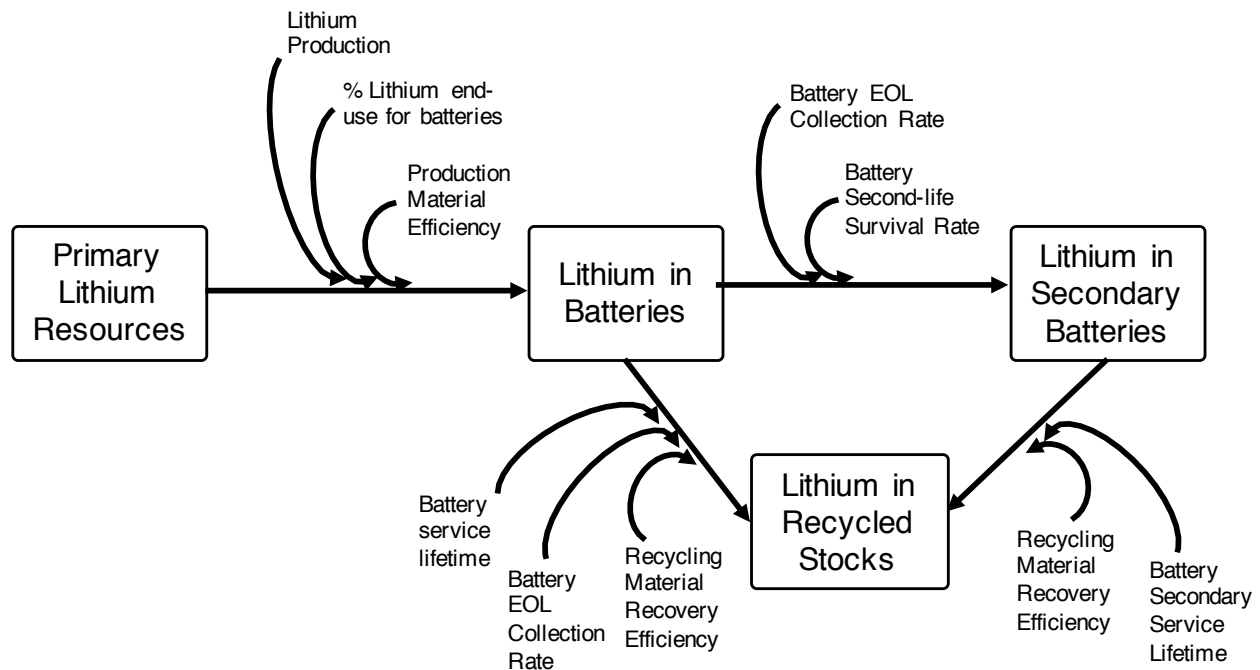 Lithium
Production
% Lithium end-
use for batteries
Production
Material
Efficiency
Battery EOL
Collection Rate
Battery
Second-life
Survival Rate
Primary
Lithium
Resources
Lithium in
Batteries
Lithium in
Secondary
Batteries
Lithium in
Recycled
Stocks
Battery
service
lifetime
Battery
EOL
Collection
Rate
Recycling
Material
Recovery
Efficiency
Recycling
Material
Recovery
Efficiency
Battery
Secondary
Service
Lifetime